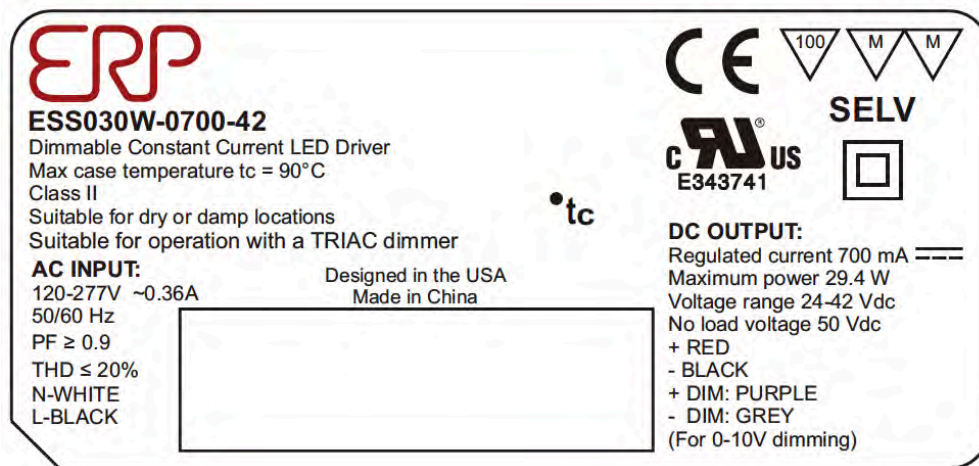 ERP
ESS030W-0700-42
Dimmable Constant Current LED Driver
Max case temperature tc = 90°C
Class II
Suitable for dry or damp locations
Suitable for operation with a TRIAC dimmer
AC INPUT:
120-277V ~0.36A
50/60 Hz
PF ≥ 0.9
THD ≤ 20%
N-WHITE
L-BLACK
Designed in the USA
Made in China
tc
CE
100
M
M
SELV
C RU ® US
E343741
DC OUTPUT:
Regulated current 700 mA
Maximum power 29.4 W
Voltage range 24-42 Vdc
No load voltage 50 Vdc
+ RED
- BLACK
+ DIM: PURPLE
- DIM: GREY
(For 0-10V dimming)